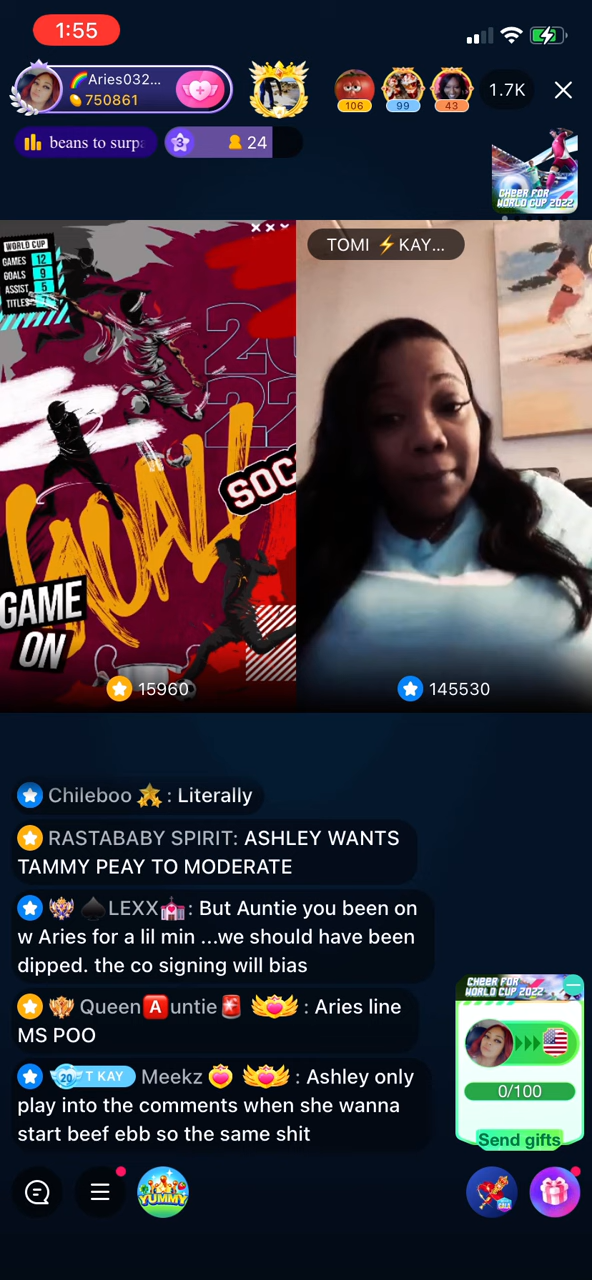 1:55
🌈Aries032...
750861
106
99
43
1.7K
beans to surpa
3
24
CHEER FOR
WORLD CUP 2022
WORLD CUP
GAMES 12
GOALS 9
ASSIST 5
TITLES
TOMI ⚡KAY...
2022
SOC
GOAL!
GAME
ON
15960
145530
Chileboo ⭐ : Literally
RASTABABY SPIRIT: ASHLEY WANTS
TAMMY PEAY TO MODERATE
♠️LEXX💒: But Auntie you been on
w Aries for a lil min ...we should have been
dipped. the co signing will bias
Queen🅰️untie🚨 : Aries line
MS POO
20 T KAY Meekz : Ashley only
play into the comments when she wanna
start beef ebb so the same shit
CHEER FOR
WORLD CUP 2022
0/100
Send gifts
YUMMY